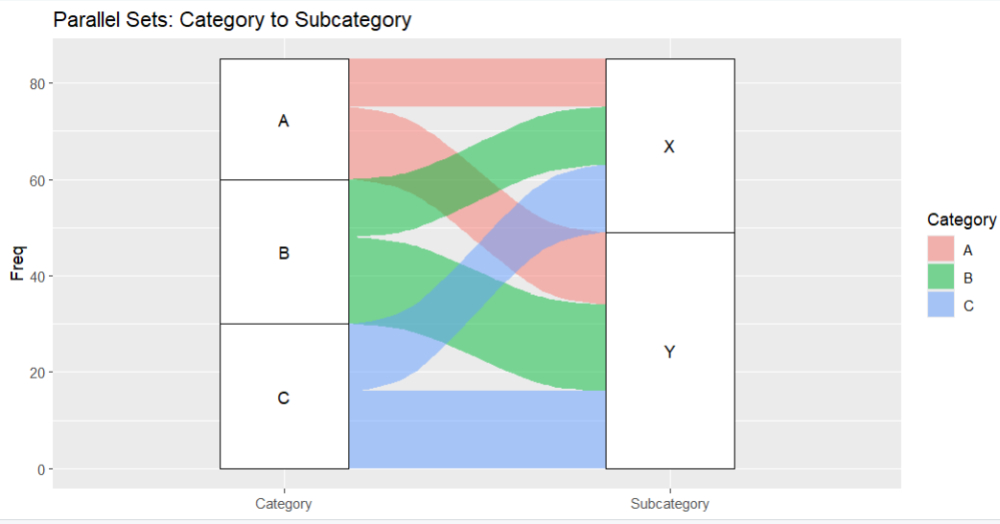 Parallel Sets: Category to Subcategory
Freq
80
60
40
20
0
A
B
C
X
Y
Category
Subcategory
Category
A
B
C